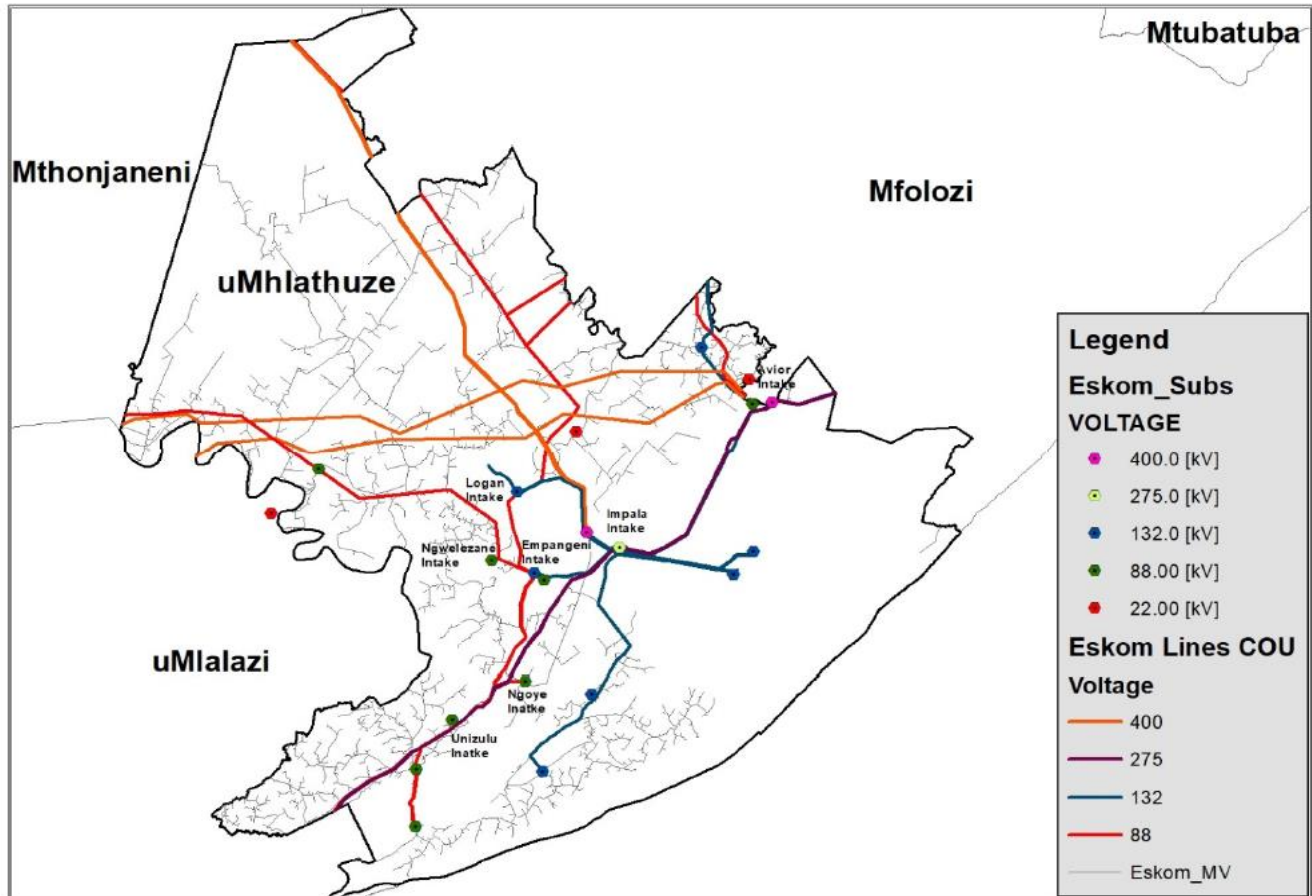 Mtubatuba
Mthonjaneni
Mfolozi
uMhlathuze
Avior
Intake
Logan
Intake
Impala
Intake
Ngwelezane
Intake
Empangeni
Intake
uMlalazi
Ngoye
Inatke
Unizulu
Inatke
Legend
Eskom_Subs
VOLTAGE
400.0 [kV]
275.0 [kV]
132.0 [kV]
88.00 [kV]
22.00 [kV]
Eskom Lines COU
Voltage
400
275
132
88
Eskom_MV